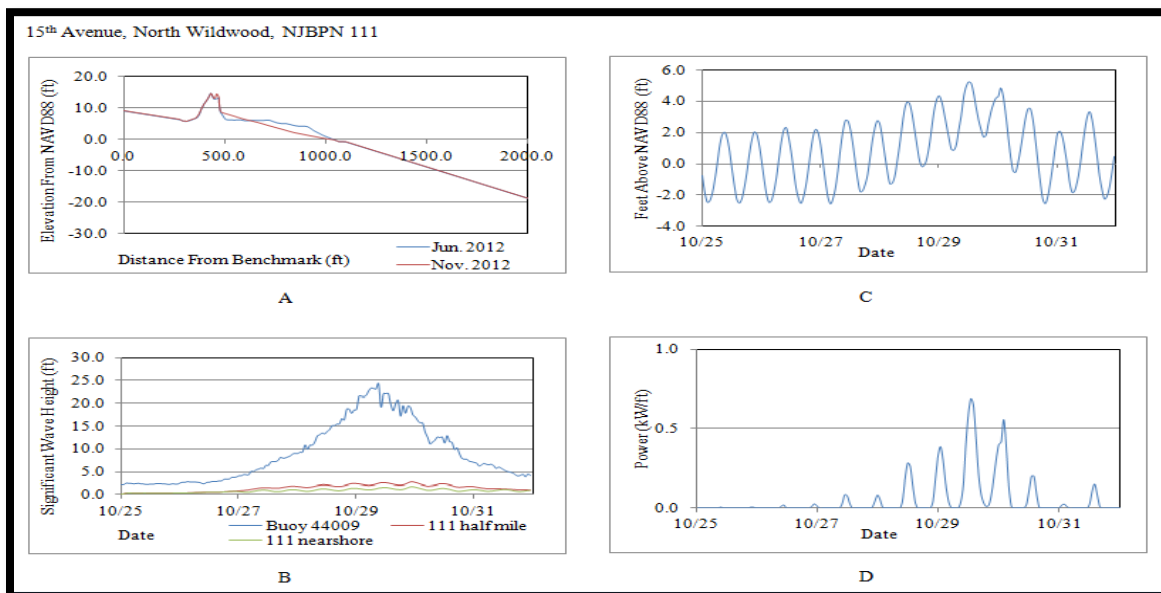 15th Avenue, North Wildwood, NJBPN 111
Elevation From NAVD88 (ft)
20.0
10.0
0.0
-10.0
-20.0
-30.0
0.0 500.0 1000.0 1500.0 2000.0
Distance From Benchmark (ft)
Jun. 2012
Nov. 2012
A
Feet Above NAVD88 (ft)
6.0
4.0
2.0
0.0
-2.0
-4.0
10/25 10/27 10/29 10/31
Date
C
Significant Wave Height (ft)
30.0
25.0
20.0
15.0
10.0
5.0
0.0
10/25 10/27 10/29 10/31
Date
Buoy 44009
111 half mile
111 nearshore
B
Power (kW/ft)
1.0
0.5
0.0
10/25 10/27 10/29 10/31
Date
D